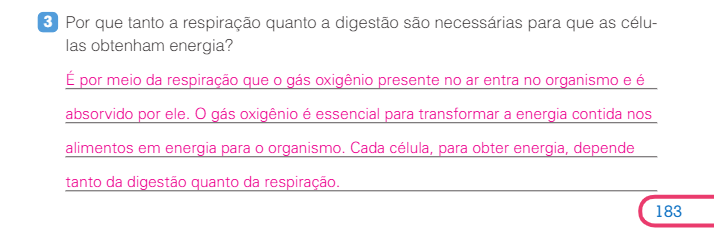 3 Por que tanto a respiração quanto a digestão são necessárias para que as célu-
las obtenham energia?
É por meio da respiração que o gás oxigênio presente no ar entra no organismo e é
absorvido por ele. O gás oxigênio é essencial para transformar a energia contida nos
alimentos em energia para o organismo. Cada célula, para obter energia, depende
tanto da digestão quanto da respiração.
183